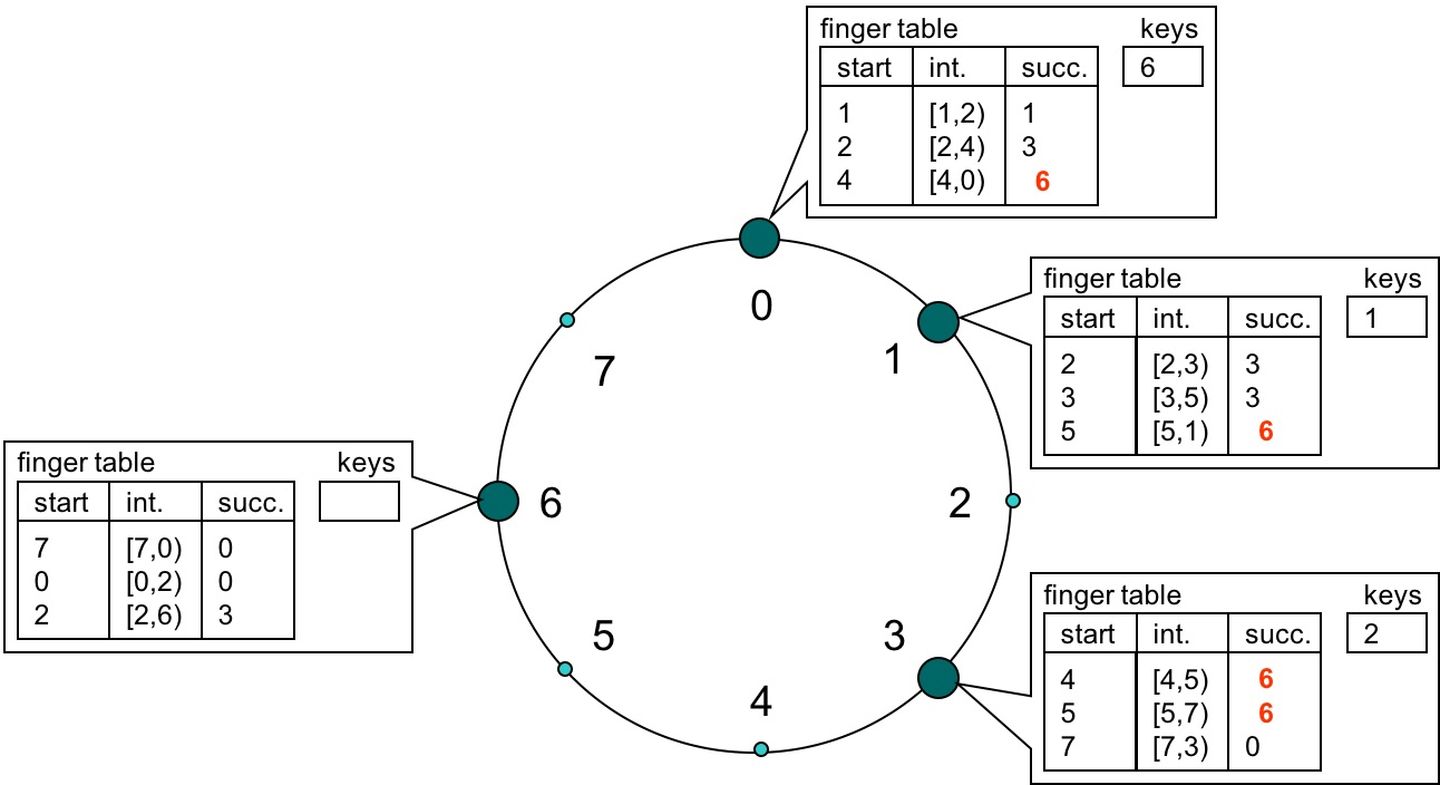 finger table keys
start int. succ. 6
1 [1,2) 1
2 [2,4) 3
4 [4,0) 6
0
finger table keys
start int. succ. 1
2 [2,3) 3
3 [3,5) 3
5 [5,1) 6
1
7
2
finger table keys
start int. succ.
7 [7,0) 0
0 [0,2) 0
2 [2,6) 3
6
5
3
4
finger table keys
start int. succ. 2
4 [4,5) 6
5 [5,7) 6
7 [7,3) 0